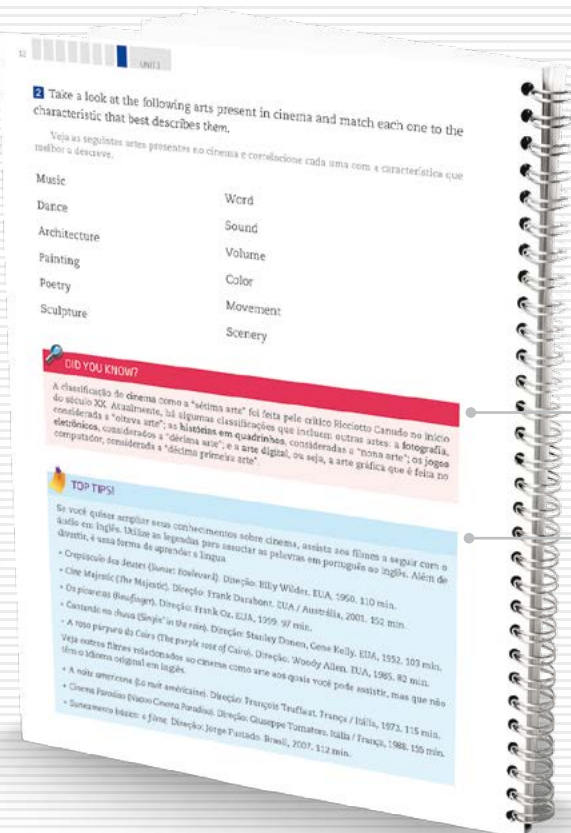 12 UNIT 3
2 Take a look at the following arts present in cinema and match each one to the
characteristic that best describes them.
Veja as seguintes artes presentes no cinema e correlacione cada uma com a característica que
melhor a descreve.
Music
Dance
Architecture
Painting
Poetry
Sculpture
Word
Sound
Volume
Color
Movement
Scenery
DID YOU KNOW?
A classificação do cinema como a "sétima arte" foi feita pelo crítico Ricciotto Canudo no início
do século XX. Atualmente, há algumas classificações que incluem outras artes: a fotografia,
considerada a "oitava arte"; as histórias em quadrinhos, consideradas a "nona arte"; os jogos
eletrônicos, considerados a "décima arte"; e a arte digital, ou seja, a arte gráfica que é feita no
computador, considerada a "décima primeira arte".
TOP TIPS!
Se você quiser ampliar seus conhecimentos sobre cinema, assista aos filmes a seguir com o
áudio em inglês. Utilize as legendas para associar as palavras em português ao inglês. Além de
divertir, é uma forma de aprender a língua.
• Crepúsculo dos deuses (Sunset Boulevard). Direção: Billy Wilder. EUA, 1950. 110 min.
• Cine Majestic (The Majestic). Direção: Frank Darabont. EUA / Austrália, 2001. 152 min.
• Os picaretas (Bowfinger). Direção: Frank Oz. EUA, 1999. 97 min.
• Cantando na chuva (Singin' in the rain). Direção: Stanley Donen, Gene Kelly. EUA, 1952. 103 min.
• A rosa púrpura do Cairo (The purple rose of Cairo). Direção: Woody Allen. EUA, 1985. 82 min.
Veja outros filmes relacionados ao cinema como arte aos quais você pode assistir, mas que não
têm o idioma original em inglês.
• A noite americana (La nuit américaine). Direção: François Truffaut. França / Itália, 1973. 115 min.
• Cinema Paradiso (Nuovo Cinema Paradiso). Direção: Giuseppe Tornatore. Itália / França, 1988. 155 min.
• Saneamento básico: o filme. Direção: Jorge Furtado. Brasil, 2007. 112 min.